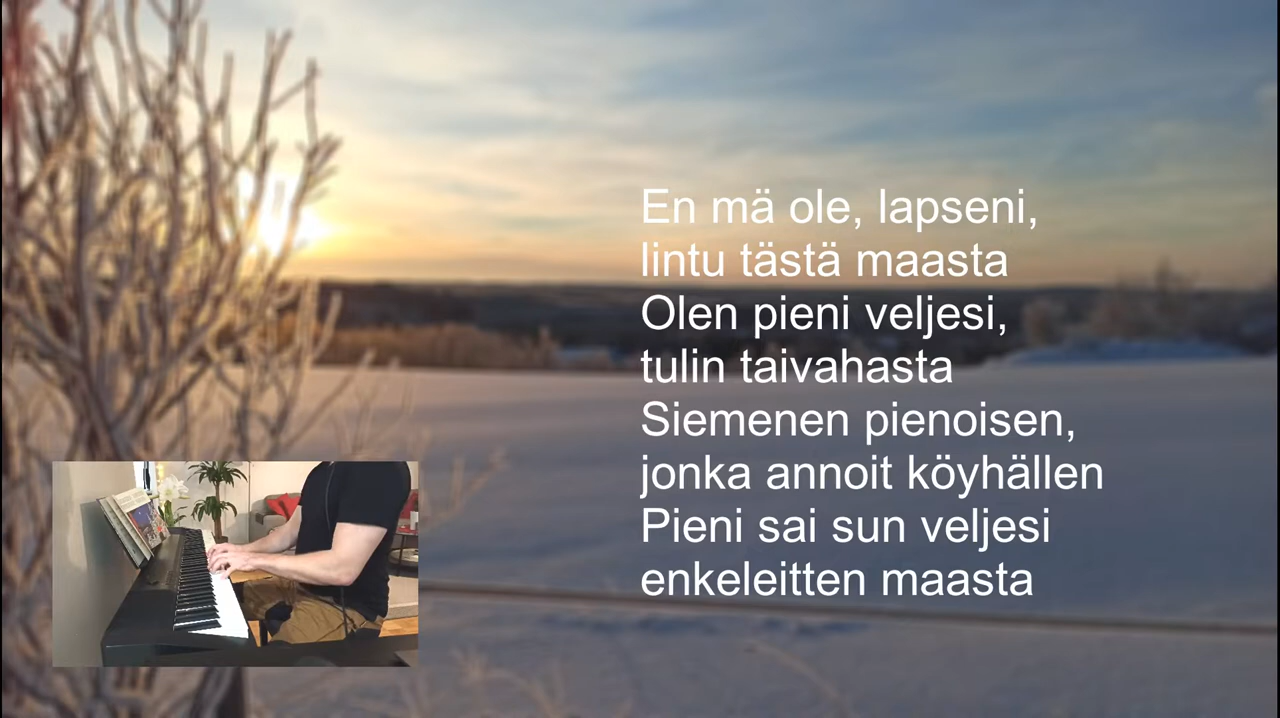 En mä ole, lapseni,
lintu tästä maasta
Olen pieni veljesi,
tulin taivahasta
Siemenen pienoisen,
jonka annoit köyhällen
Pieni sai sun veljesi
enkeleitten maasta